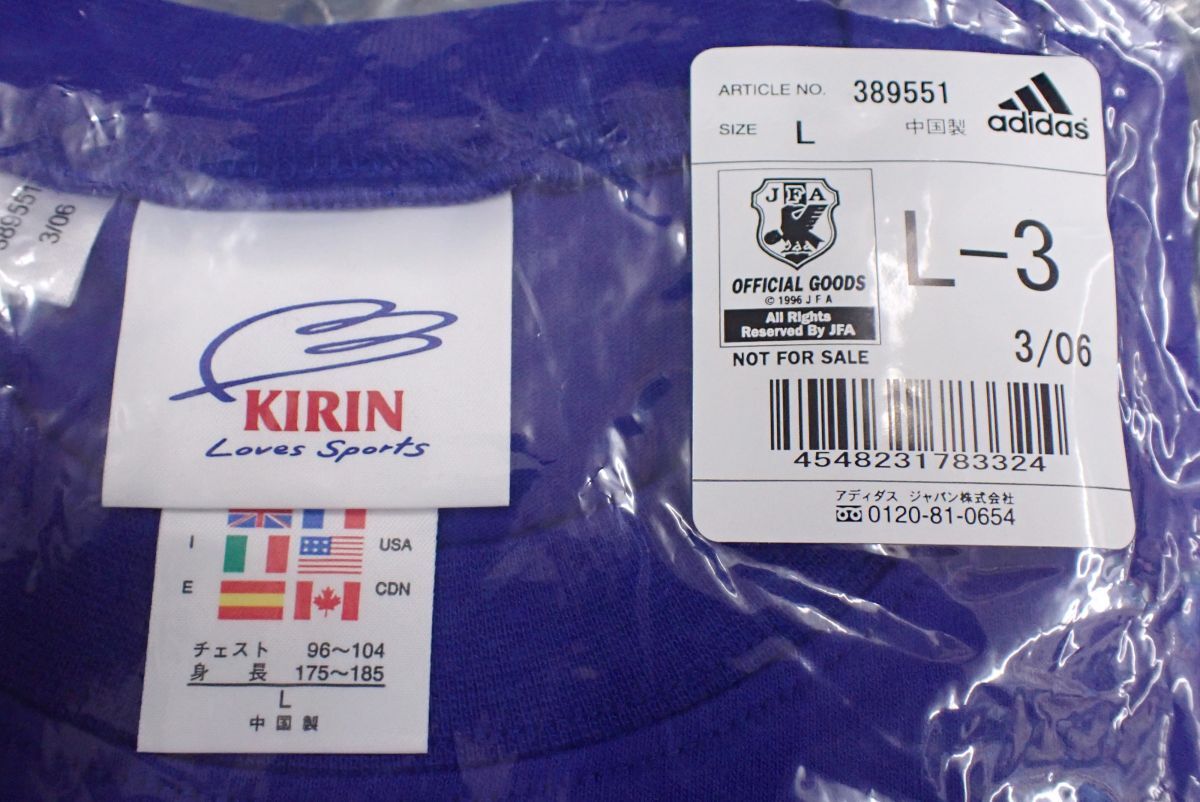 389551
3/06
KIRIN
Loves Sports
I USA
E CDN
チェスト 96～104
身長 175～185
L
中国製
ARTICLE NO. 389551
SIZE L 中国製
adidas
JFA
OFFICIAL GOODS
© 1996 J F A
All Rights
Reserved By JFA
NOT FOR SALE
L-3
3/06
4548231783324
アディダス ジャパン株式会社
0120-81-0654